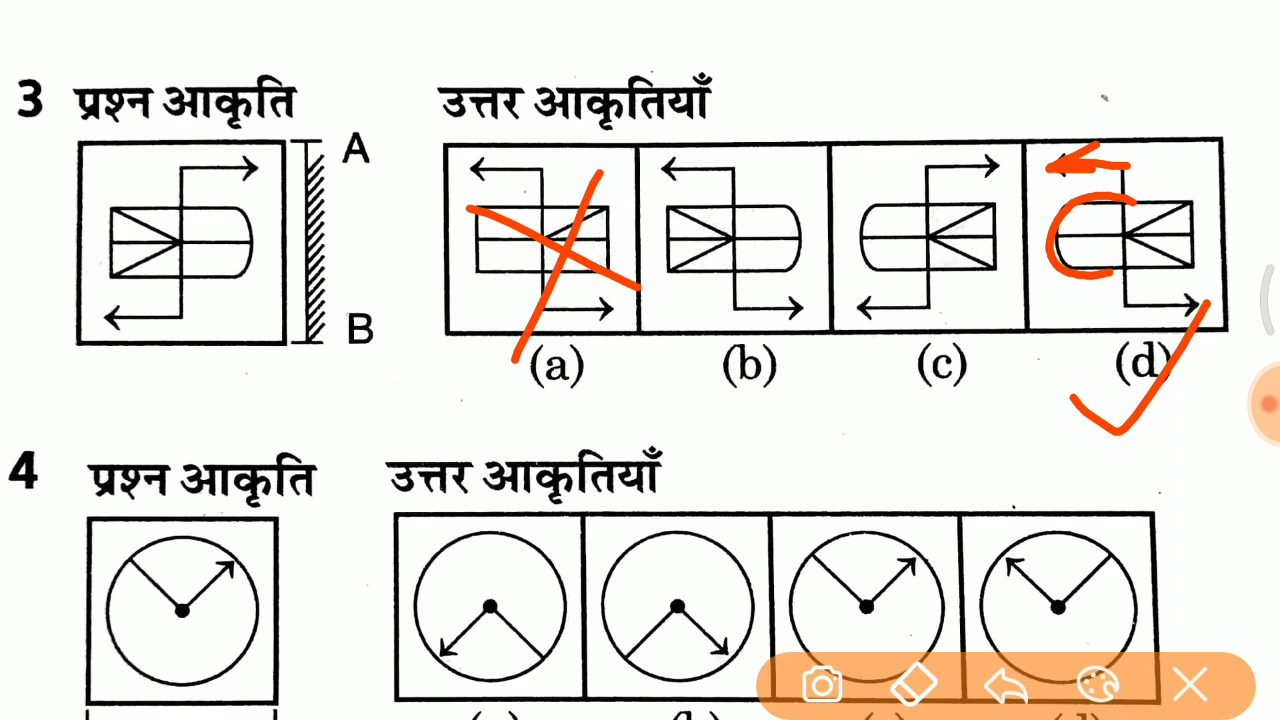 3 प्रश्न आकृति उत्तर आकृतियाँ
A
B
(a) (b) (c) (d)
4 प्रश्न आकृति उत्तर आकृतियाँ